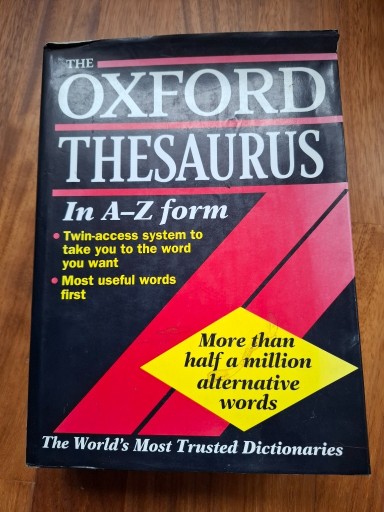 THE
OXFORD
THESAURUS
In A–Z form
• Twin-access system to
take you to the word
you want
• Most useful words
first
More than
half a million
alternative
words
The World's Most Trusted Dictionaries